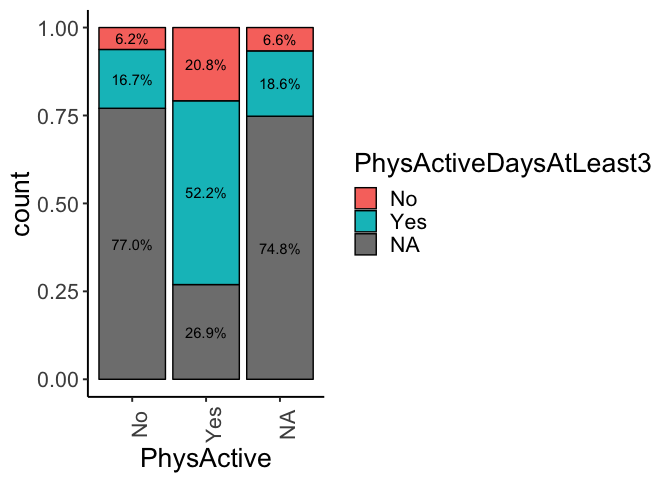 1.00
0.75
0.50
0.25
0.00
count
6.2%
16.7%
77.0%
20.8%
52.2%
26.9%
6.6%
18.6%
74.8%
No
Yes
NA
PhysActive
PhysActiveDaysAtLeast3
No
Yes
NA